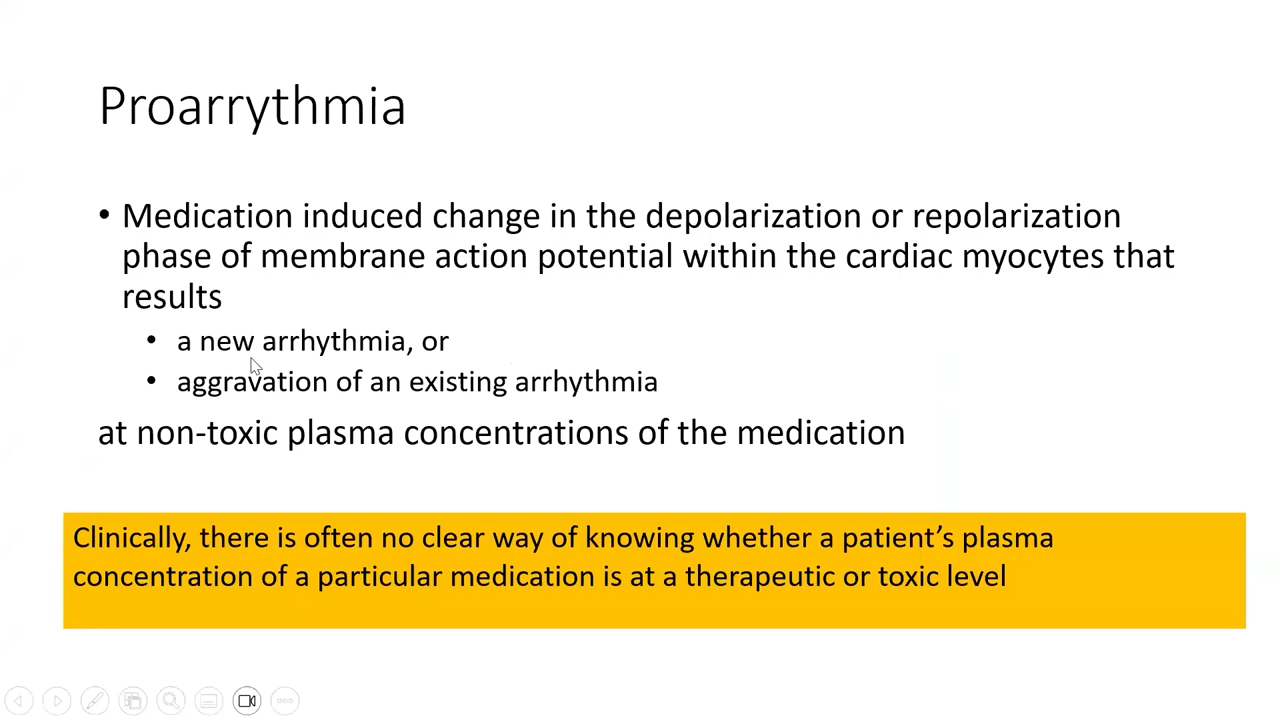 Proarrythmia
• Medication induced change in the depolarization or repolarization
phase of membrane action potential within the cardiac myocytes that
results
• a new arrhythmia, or
• aggravation of an existing arrhythmia
at non-toxic plasma concentrations of the medication
Clinically, there is often no clear way of knowing whether a patient’s plasma
concentration of a particular medication is at a therapeutic or toxic level